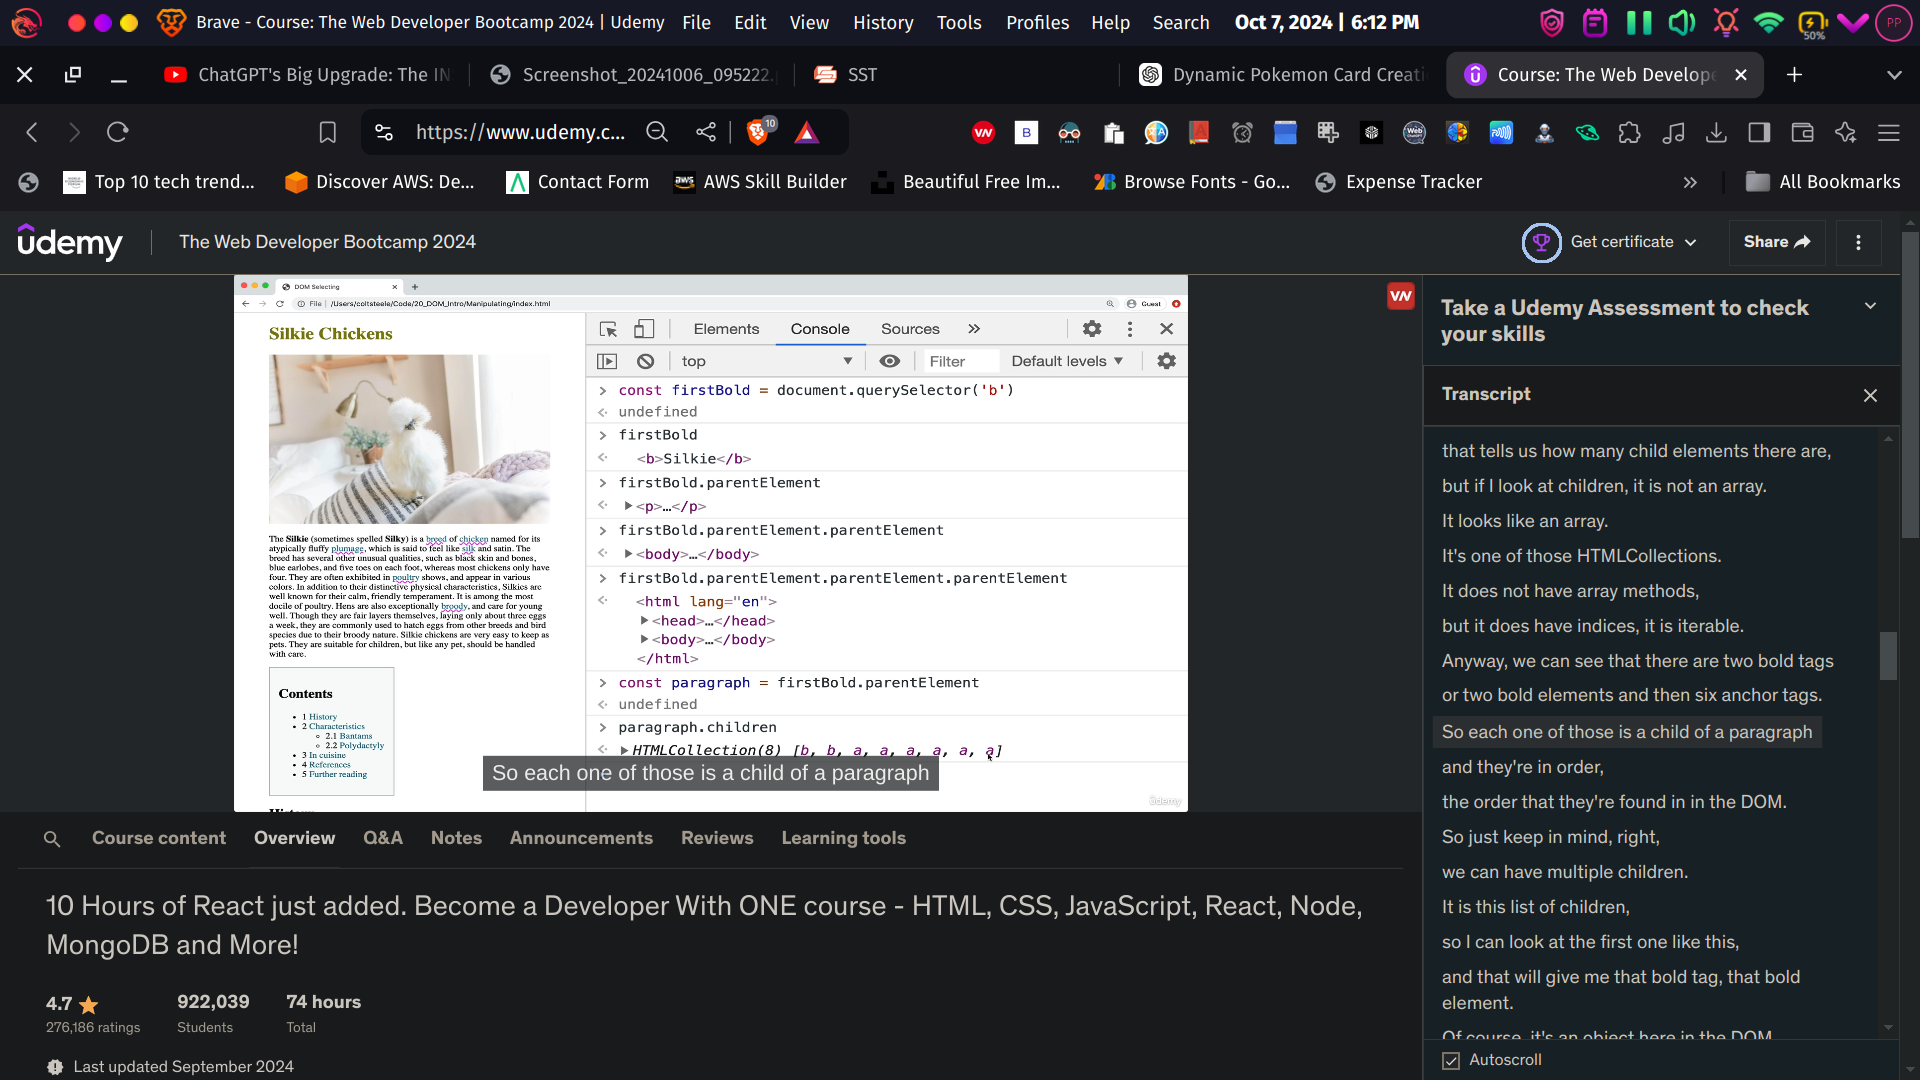 Brave - Course: The Web Developer Bootcamp 2024 | Udemy File Edit View History Tools Profiles Help Search Oct 7, 2024 | 6:12 PM 50% PP
ChatGPT's Big Upgrade: The IN Screenshot_20241006_095222. SST Dynamic Pokemon Card Creati Course: The Web Develope
https://www.udemy.c... 10 VW B
Top 10 tech trend... Discover AWS: De... Contact Form AWS Skill Builder Beautiful Free Im... Browse Fonts - Go... Expense Tracker All Bookmarks
udemy The Web Developer Bootcamp 2024 Get certificate Share
DOM Selecting
File | /Users/coltsteele/Code/20_DOM_Intro/Manipulating/index.html Guest
Silkie Chickens
The Silkie (sometimes spelled Silky) is a breed of chicken named for its
atypically fluffy plumage, which is said to feel like silk and satin. The
breed has several other unusual qualities, such as black skin and bones,
blue earlobes, and five toes on each foot, whereas most chickens only have
four. They are often exhibited in poultry shows, and appear in various
colors. In addition to their distinctive physical characteristics, Silkies are
well known for their calm, friendly temperament. It is among the most
docile of poultry. Hens are also exceptionally broody, and care for young
well. Though they are fair layers themselves, laying only about three eggs
a week, they are commonly used to hatch eggs from other breeds and bird
species due to their broody nature. Silkie chickens are very easy to keep as
pets. They are suitable for children, but like any pet, should be handled
with care.
Contents
1 History
2 Characteristics
2.1 Bantams
2.2 Polydactyly
3 In cuisine
4 References
5 Further reading
Elements Console Sources
top Filter Default levels
const firstBold = document.querySelector('b')
undefined
firstBold
<b>Silkie</b>
firstBold.parentElement
<p>…</p>
firstBold.parentElement.parentElement
<body>…</body>
firstBold.parentElement.parentElement.parentElement
<html lang="en">
<head>…</head>
<body>…</body>
</html>
const paragraph = firstBold.parentElement
undefined
paragraph.children
HTMLCollection(8) [b, b, a, a, a, a, a, a]
So each one of those is a child of a paragraph
udemy
VW
Take a Udemy Assessment to check
your skills
Transcript
that tells us how many child elements there are,
but if I look at children, it is not an array.
It looks like an array.
It's one of those HTMLCollections.
It does not have array methods,
but it does have indices, it is iterable.
Anyway, we can see that there are two bold tags
or two bold elements and then six anchor tags.
So each one of those is a child of a paragraph
and they're in order,
the order that they're found in in the DOM.
So just keep in mind, right,
we can have multiple children.
It is this list of children,
so I can look at the first one like this,
and that will give me that bold tag, that bold
element.
Of course, it's an object here in the DOM
Autoscroll
Course content Overview Q&A Notes Announcements Reviews Learning tools
10 Hours of React just added. Become a Developer With ONE course - HTML, CSS, JavaScript, React, Node,
MongoDB and More!
4.7 922,039 74 hours
276,186 ratings Students Total
Last updated September 2024